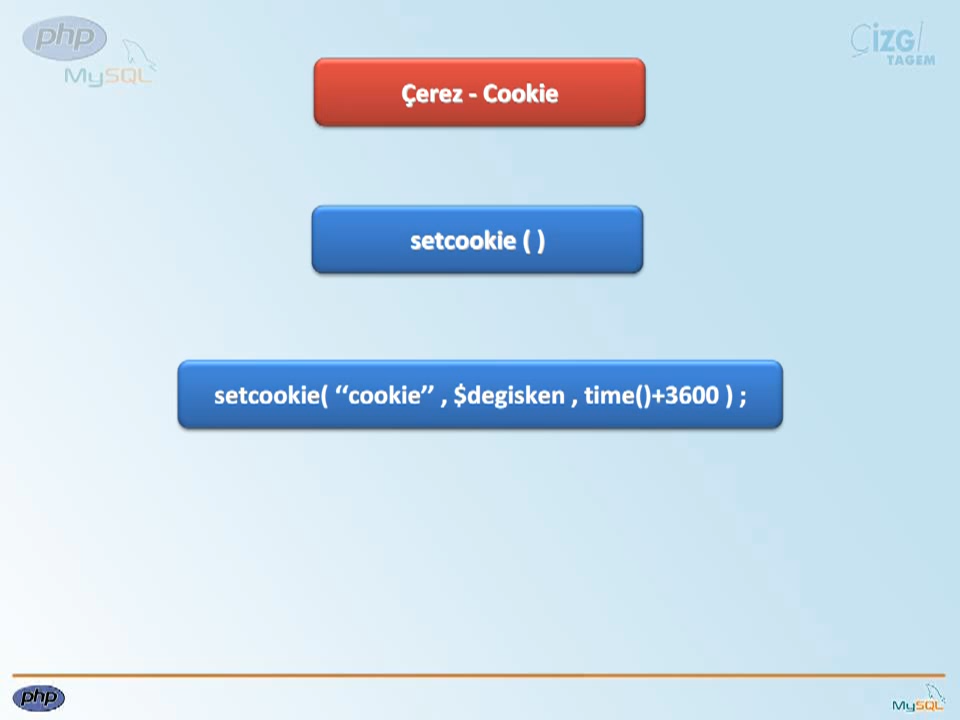 php
MySQL
Çizgi
TAGEM
Çerez - Cookie
setcookie ( )
setcookie( ‘‘cookie’’ , $degisken , time()+3600 ) ;
php
MySQL